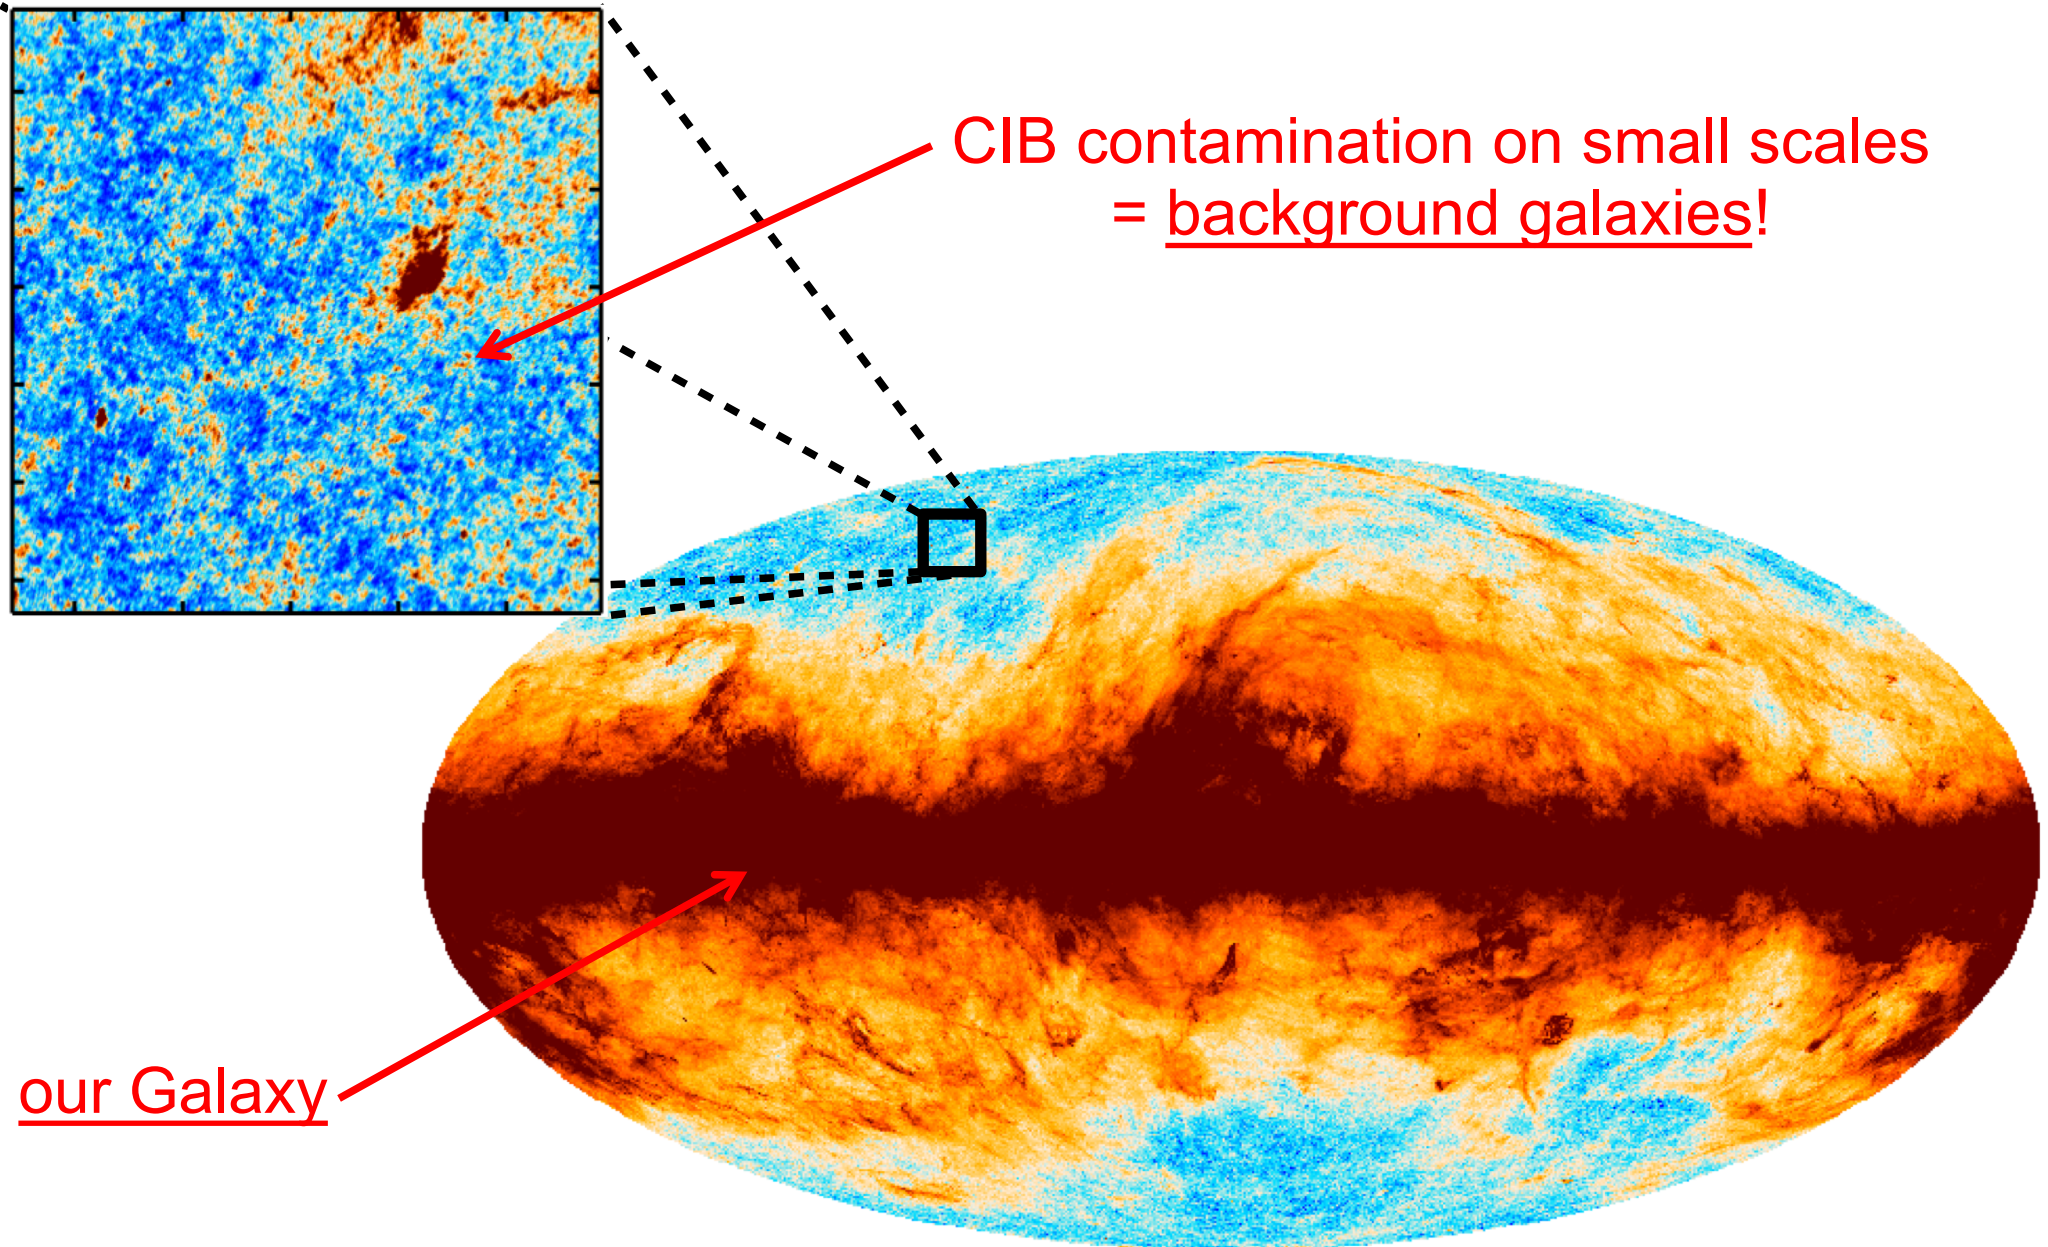 CIB contamination on small scales
= background galaxies!
our Galaxy